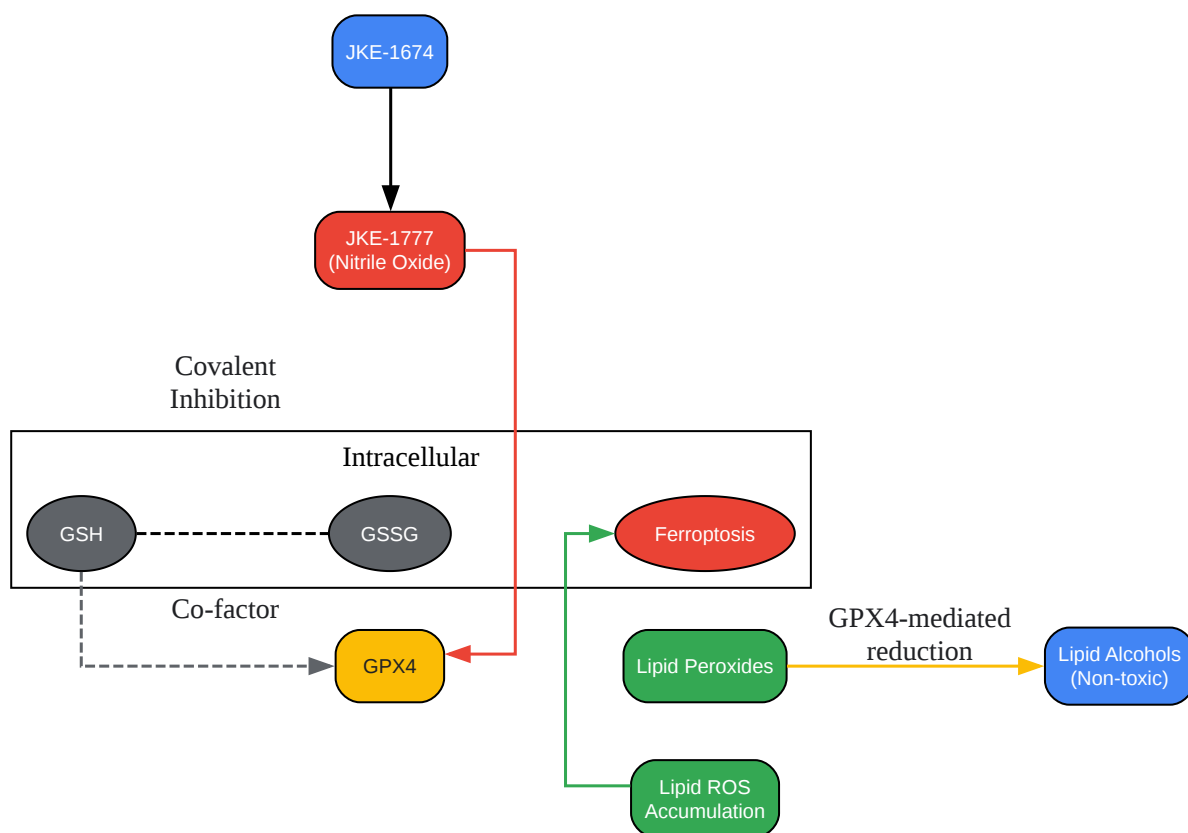 JKE-1674
JKE-1777
(Nitrile Oxide)
Covalent
Inhibition
Intracellular
GSH
GSSG
Ferroptosis
Co-factor
GPX4-mediated
reduction
GPX4
Lipid Peroxides
Lipid Alcohols
(Non-toxic)
Lipid ROS
Accumulation